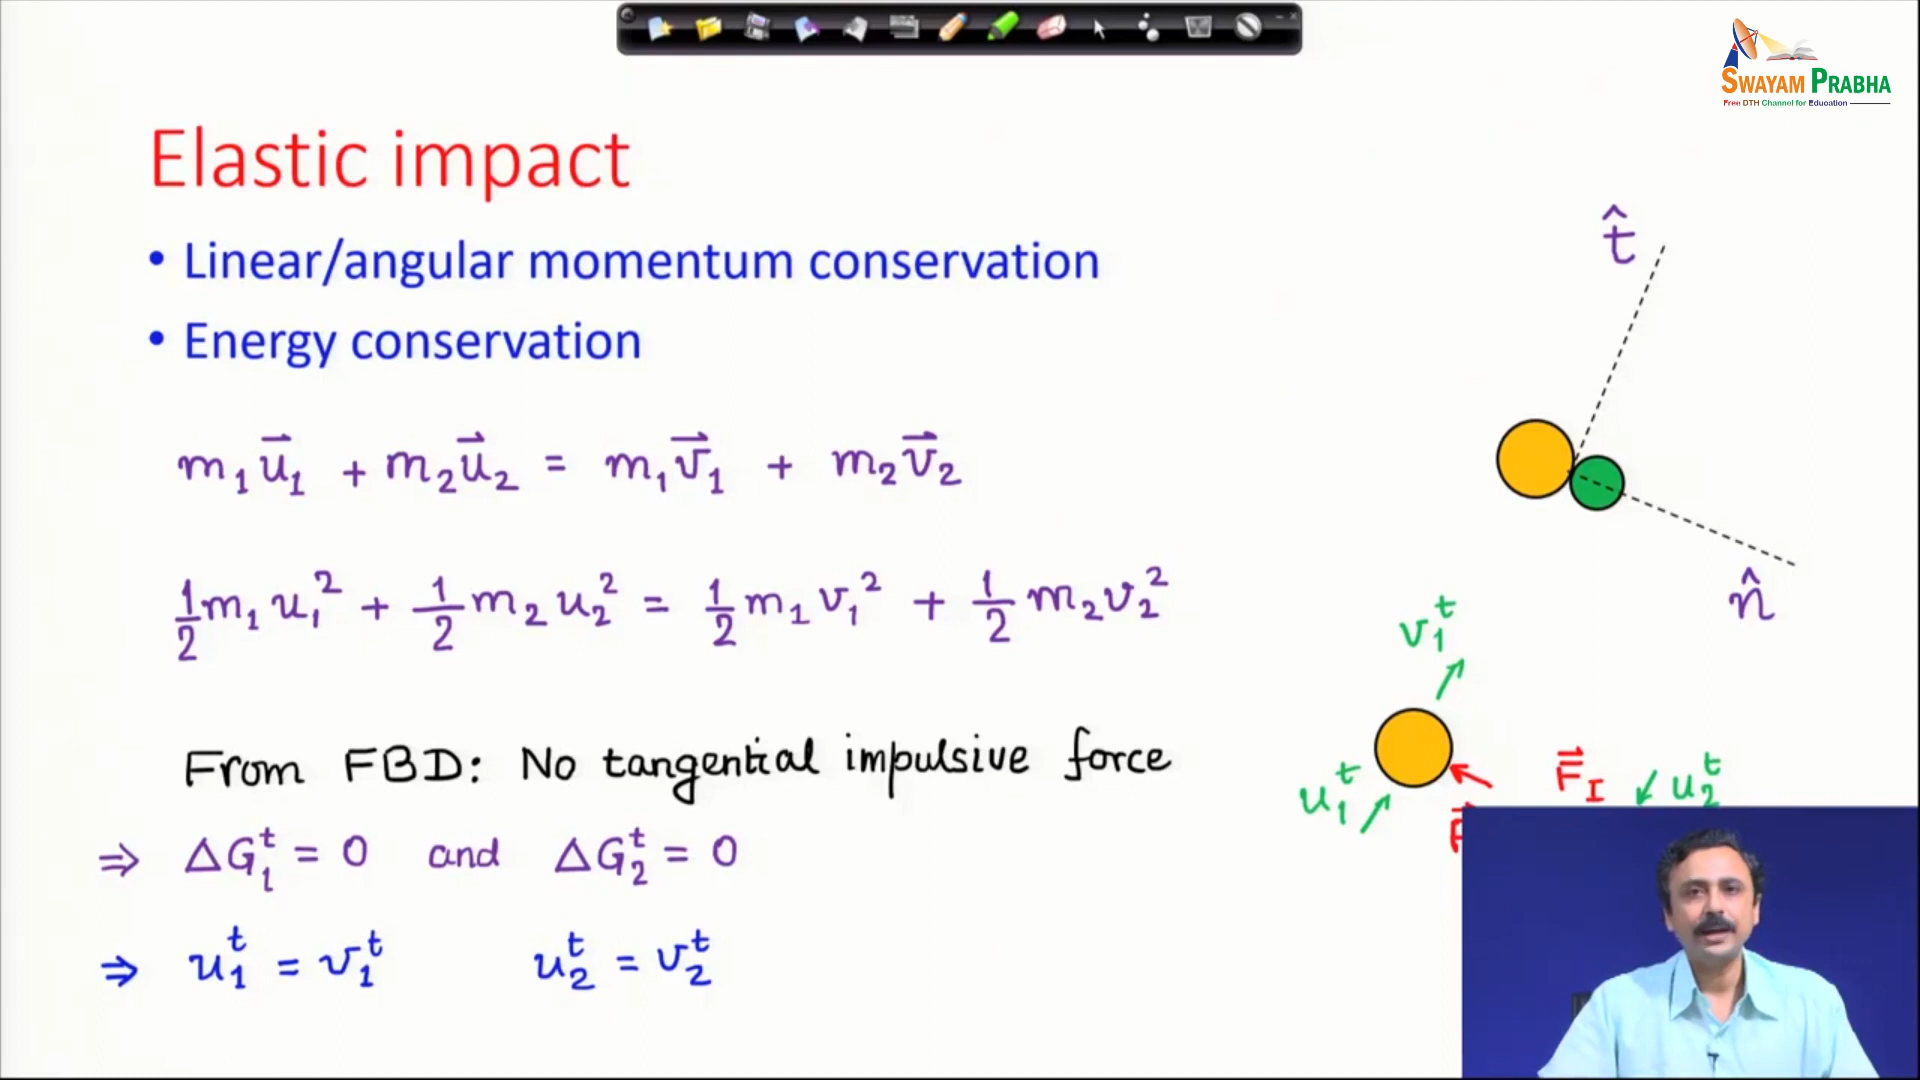 SWAYAM PRABHA
Free DTH Channel for Education
Elastic impact
• Linear/angular momentum conservation
• Energy conservation
m₁u⃗₁ + m₂u⃗₂ = m₁v⃗₁ + m₂v⃗₂
½m₁u₁² + ½m₂u₂² = ½m₁v₁² + ½m₂v₂²
From FBD: No tangential impulsive force
⇒ ΔG₁ᵗ = 0 and ΔG₂ᵗ = 0
⇒ u₁ᵗ = v₁ᵗ u₂ᵗ = v₂ᵗ
t̂
n̂
v₁ᵗ
u₁ᵗ
F⃗_I
u₂ᵗ